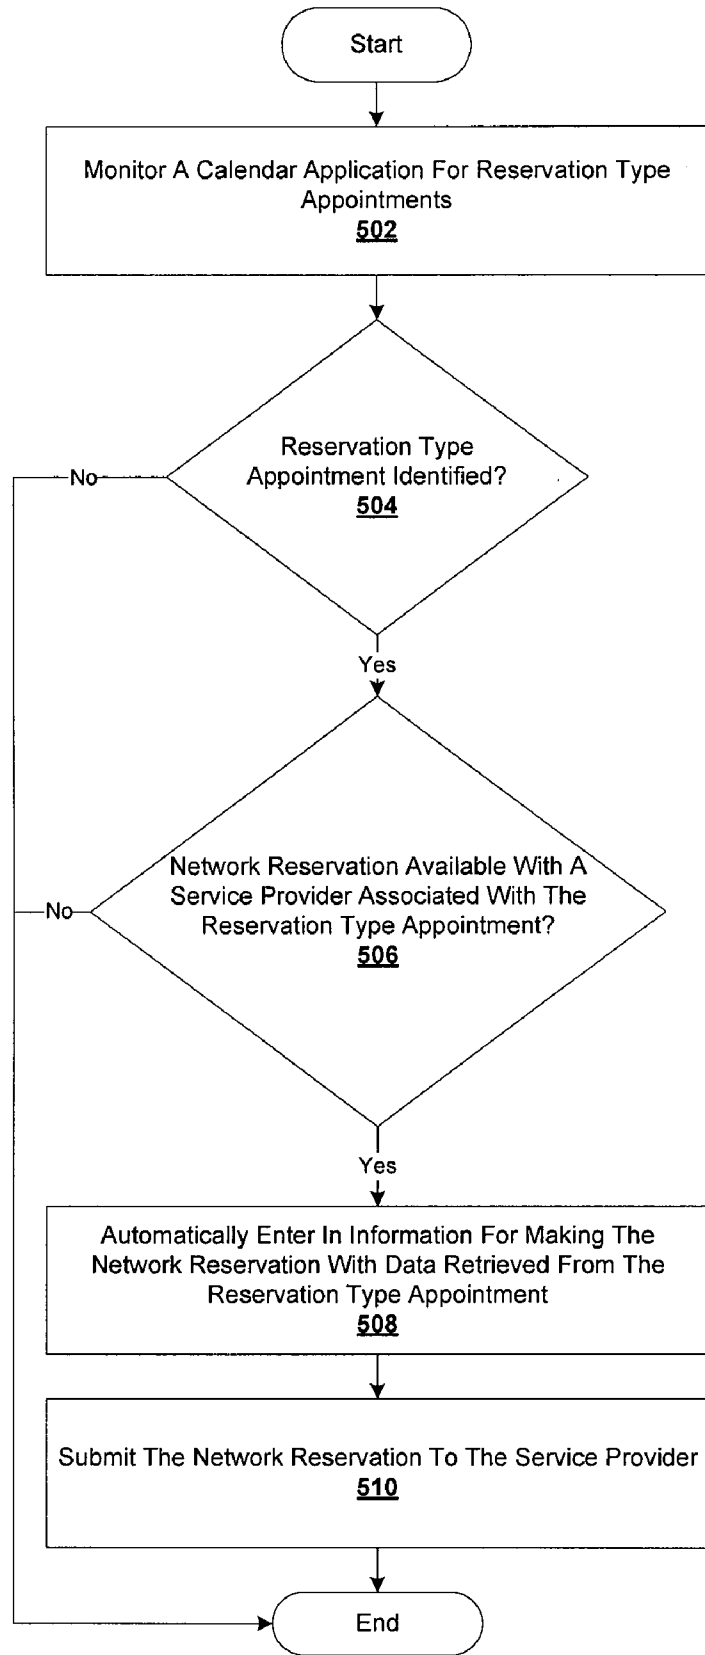 Start
Monitor A Calendar Application For Reservation Type
Appointments
502
Reservation Type
Appointment Identified?
504
No
Yes
Network Reservation Available With A
Service Provider Associated With The
Reservation Type Appointment?
506
No
Yes
Automatically Enter In Information For Making The
Network Reservation With Data Retrieved From The
Reservation Type Appointment
508
Submit The Network Reservation To The Service Provider
510
End